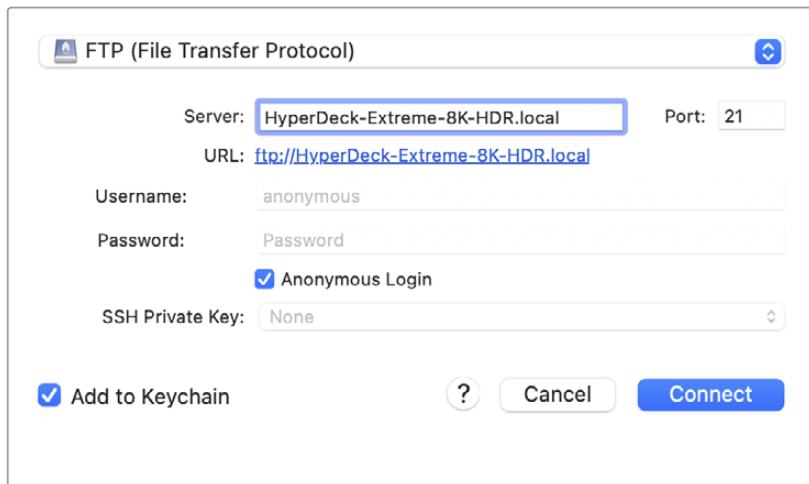 FTP (File Transfer Protocol)
Server: HyperDeck-Extreme-8K-HDR.local Port: 21
URL: ftp://HyperDeck-Extreme-8K-HDR.local
Username: anonymous
Password: Password
Anonymous Login
SSH Private Key: None
Add to Keychain ? Cancel Connect